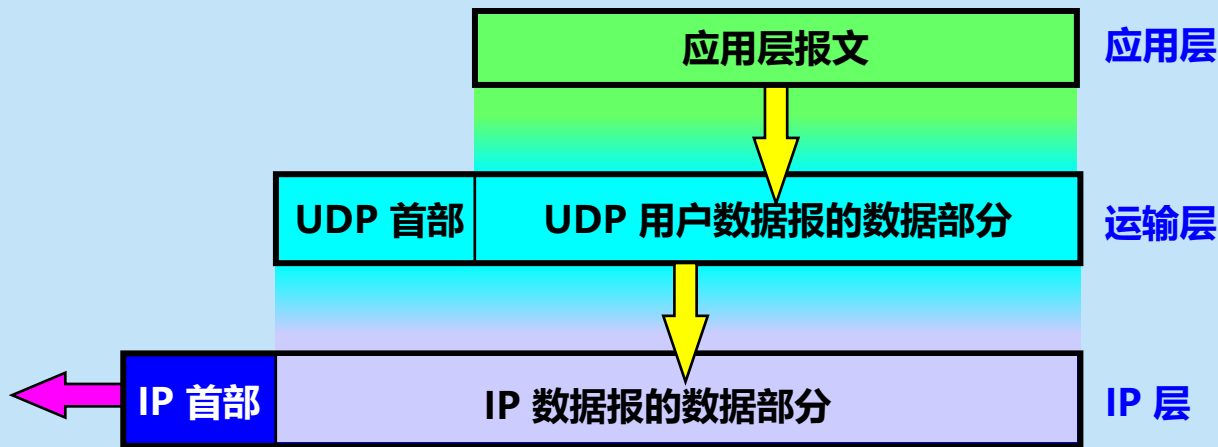 应用层报文
应用层
UDP 首部
UDP 用户数据报的数据部分
运输层
IP 首部
IP 数据报的数据部分
IP 层